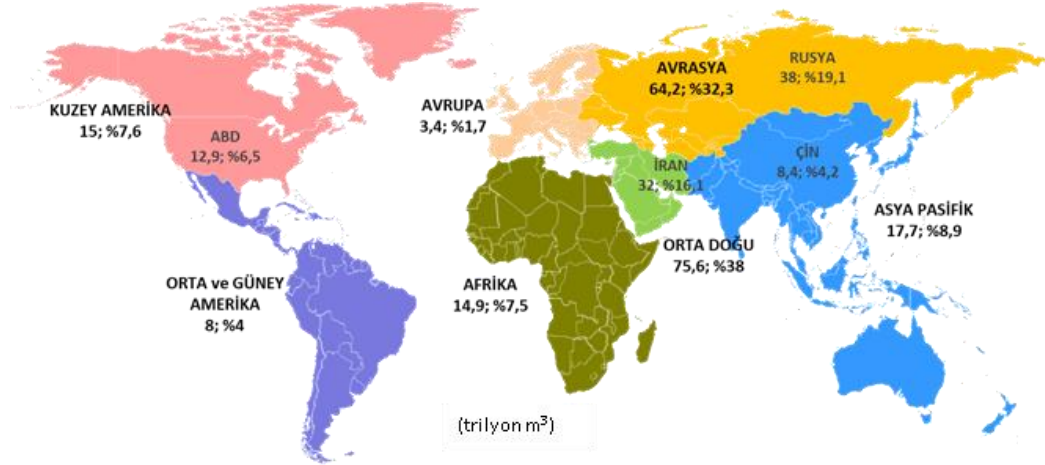 KUZEY AMERİKA
15; %7,6
ABD
12,9; %6,5
ORTA ve GÜNEY
AMERİKA
8; %4
AVRUPA
3,4; %1,7
AVRASYA
64,2; %32,3
RUSYA
38; %19,1
İRAN
32; %16,1
ÇİN
8,4; %4,2
ASYA PASİFİK
17,7; %8,9
ORTA DOĞU
75,6; %38
AFRİKA
14,9; %7,5
(trilyon m³)